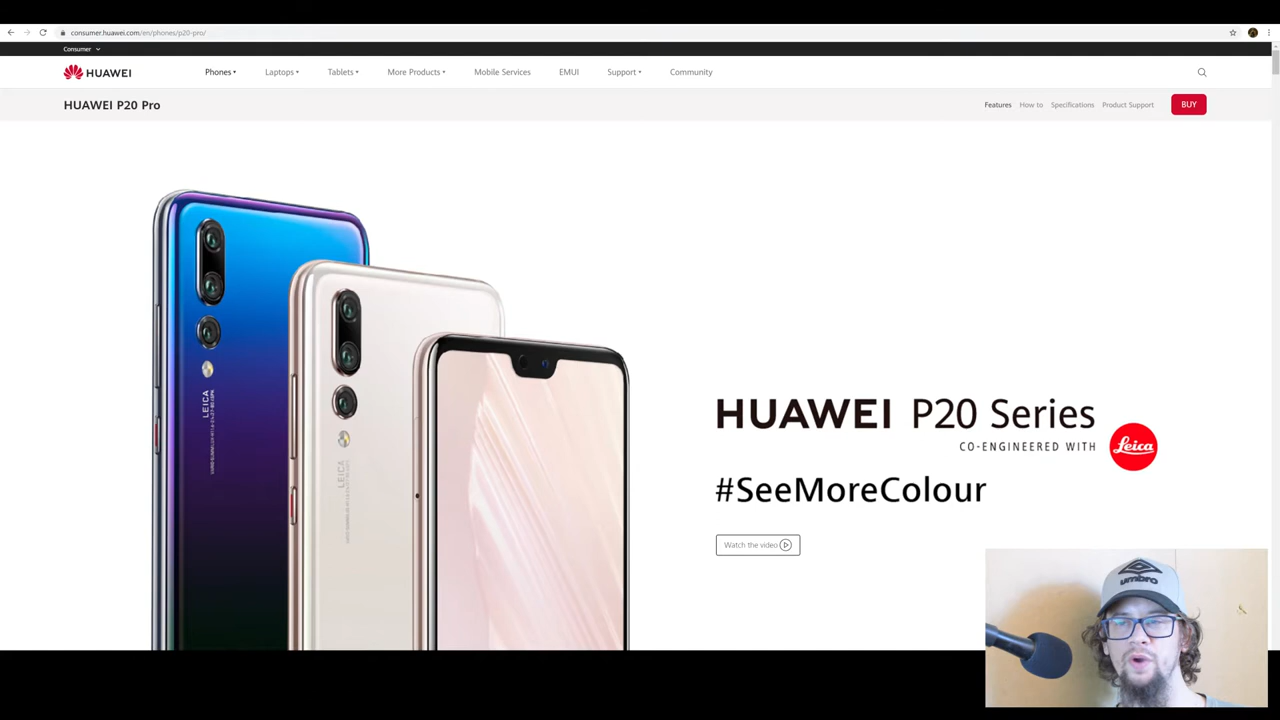 consumer.huawei.com/en/phones/p20-pro/
Consumer
HUAWEI
Phones
Laptops
Tablets
More Products
Mobile Services
EMUI
Support
Community
HUAWEI P20 Pro
Features
How to
Specifications
Product Support
BUY
LEICA
LEICA
HUAWEI P20 Series
CO-ENGINEERED WITH
Leica
#SeeMoreColour
Watch the video
umbro